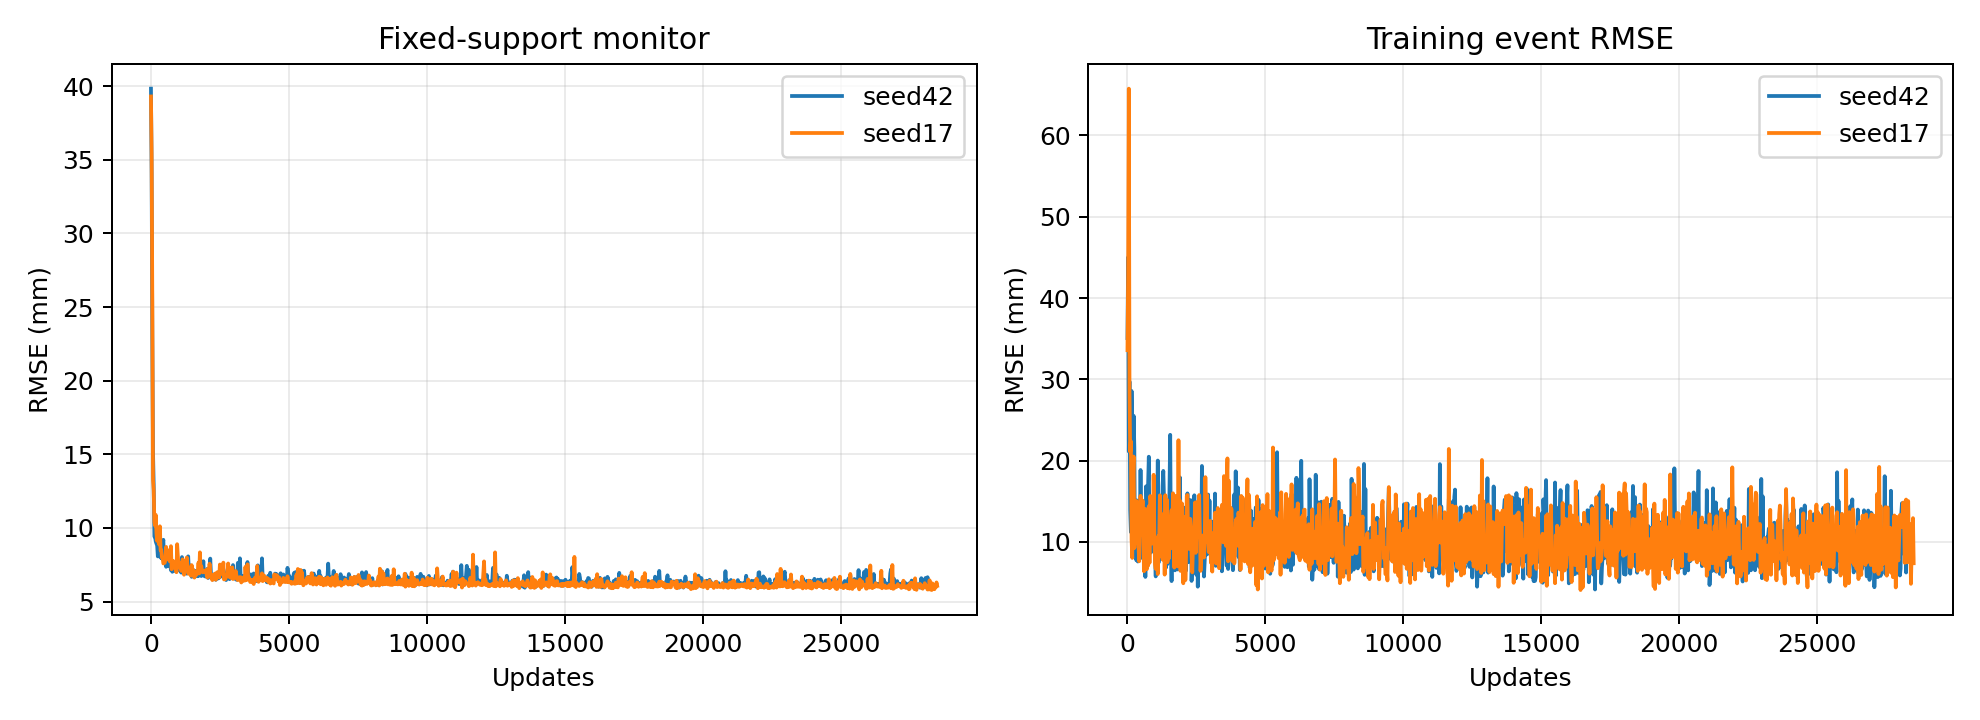 Fixed-support monitor
RMSE (mm)
40
35
30
25
20
15
10
5
0
5000
10000
15000
20000
25000
Updates
seed42
seed17
Training event RMSE
RMSE (mm)
60
50
40
30
20
10
0
5000
10000
15000
20000
25000
Updates
seed42
seed17